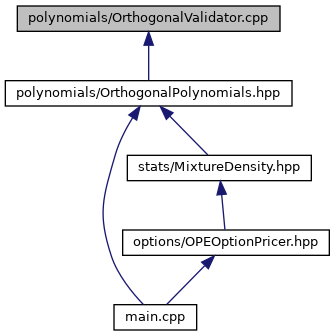 polynomials/OrthogonalValidator.cpp
polynomials/OrthogonalPolynomials.hpp
stats/MixtureDensity.hpp
options/OPEOptionPricer.hpp
main.cpp